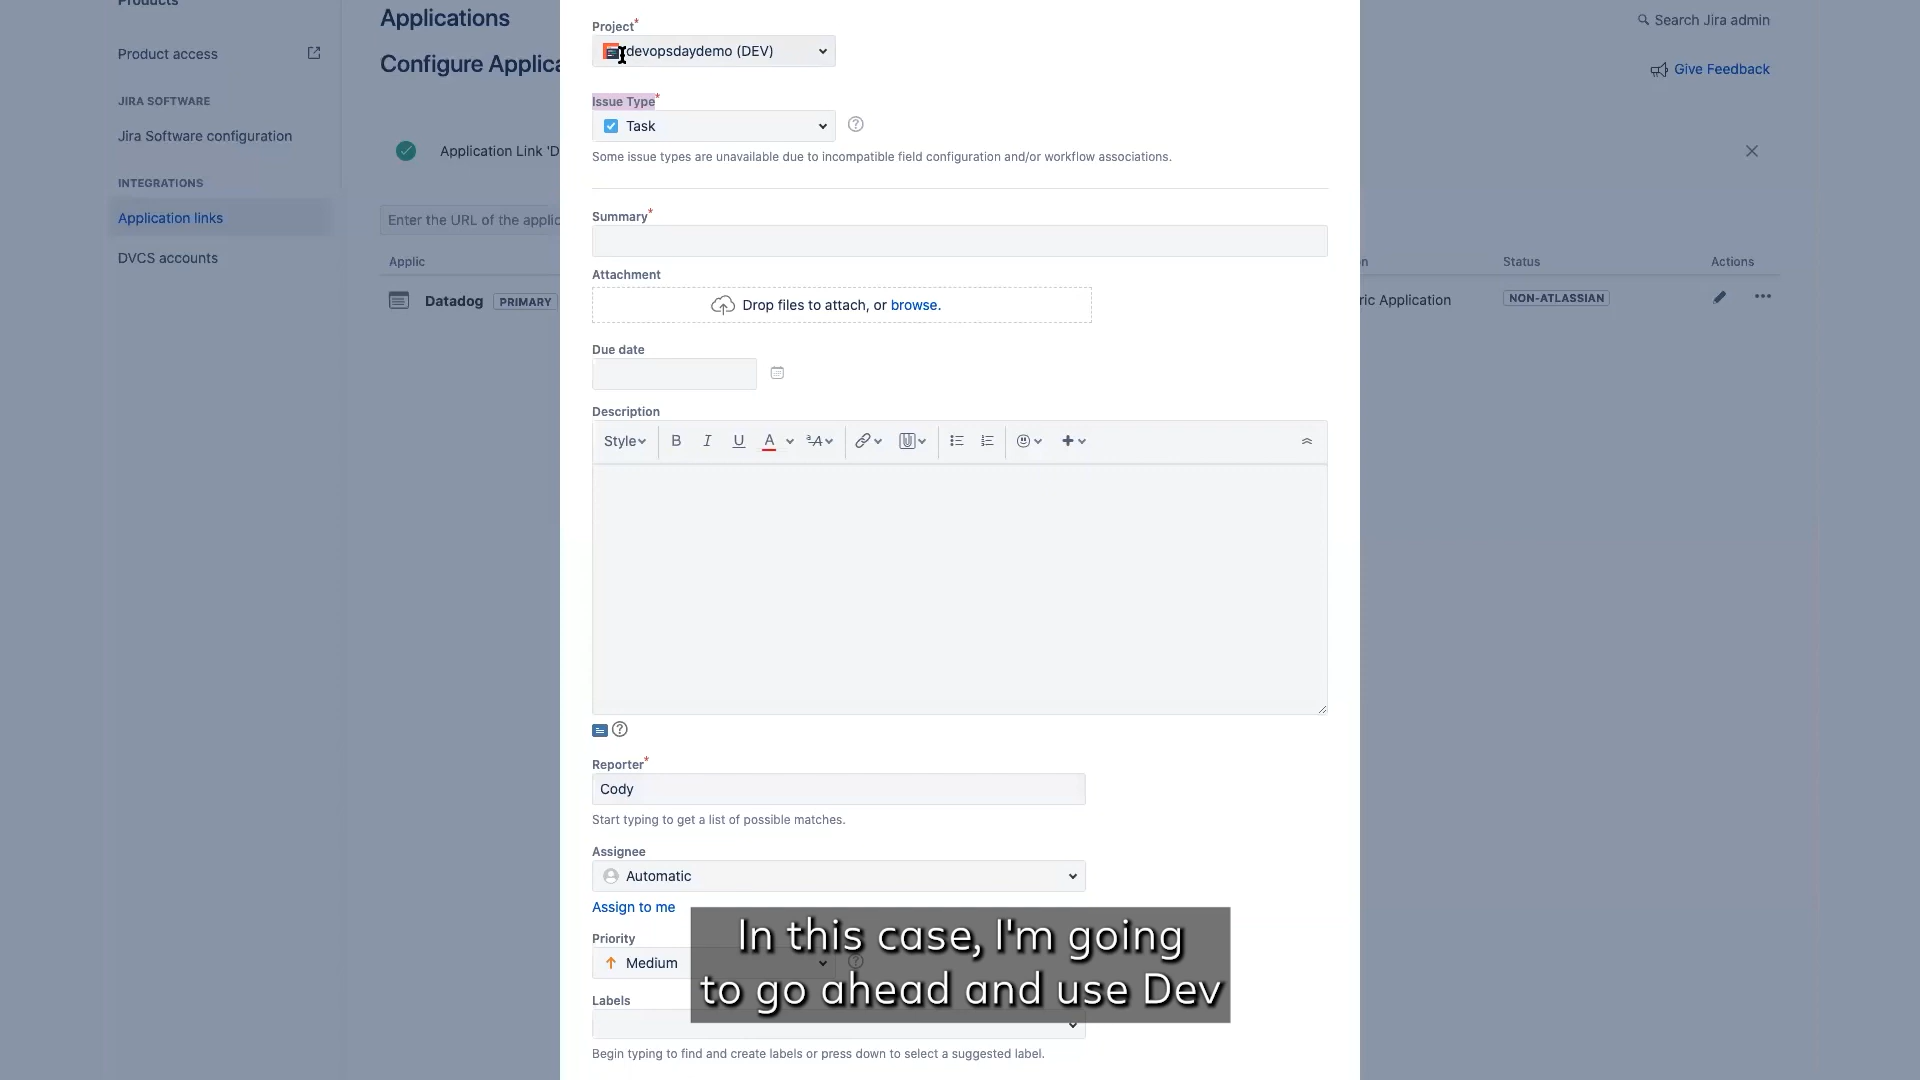 Products
Product access
JIRA SOFTWARE
Jira Software configuration
INTEGRATIONS
Application links
DVCS accounts
Applications
Configure Applica
Application Link 'D
Enter the URL of the applic
Applic
Datadog PRIMARY
Project*
devopsdaydemo (DEV)
Issue Type*
Task
Some issue types are unavailable due to incompatible field configuration and/or workflow associations.
Summary*
Attachment
Drop files to attach, or browse.
Due date
Description
Style B I U A A
Reporter*
Cody
Start typing to get a list of possible matches.
Assignee
Automatic
Assign to me
Priority
Medium
Labels
Begin typing to find and create labels or press down to select a suggested label.
In this case, I'm going
to go ahead and use Dev
Search Jira admin
Give Feedback
n Status Actions
ric Application NON-ATLASSIAN